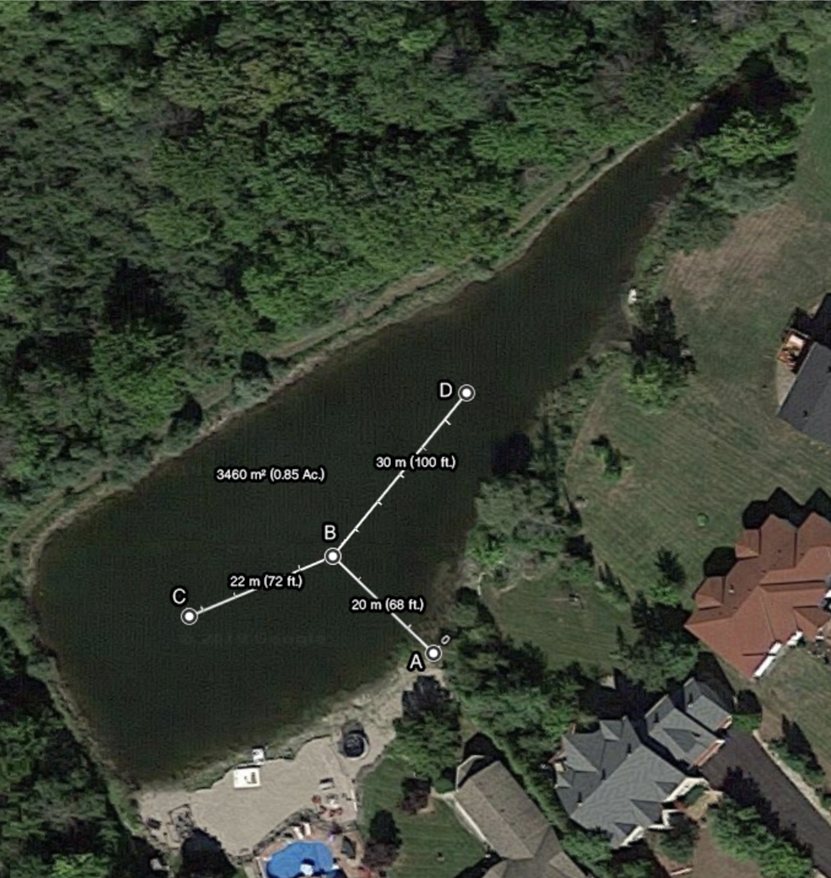 D
30 m (100 ft.)
3460 m² (0.85 Ac.)
B
22 m (72 ft.)
C
20 m (68 ft.)
A